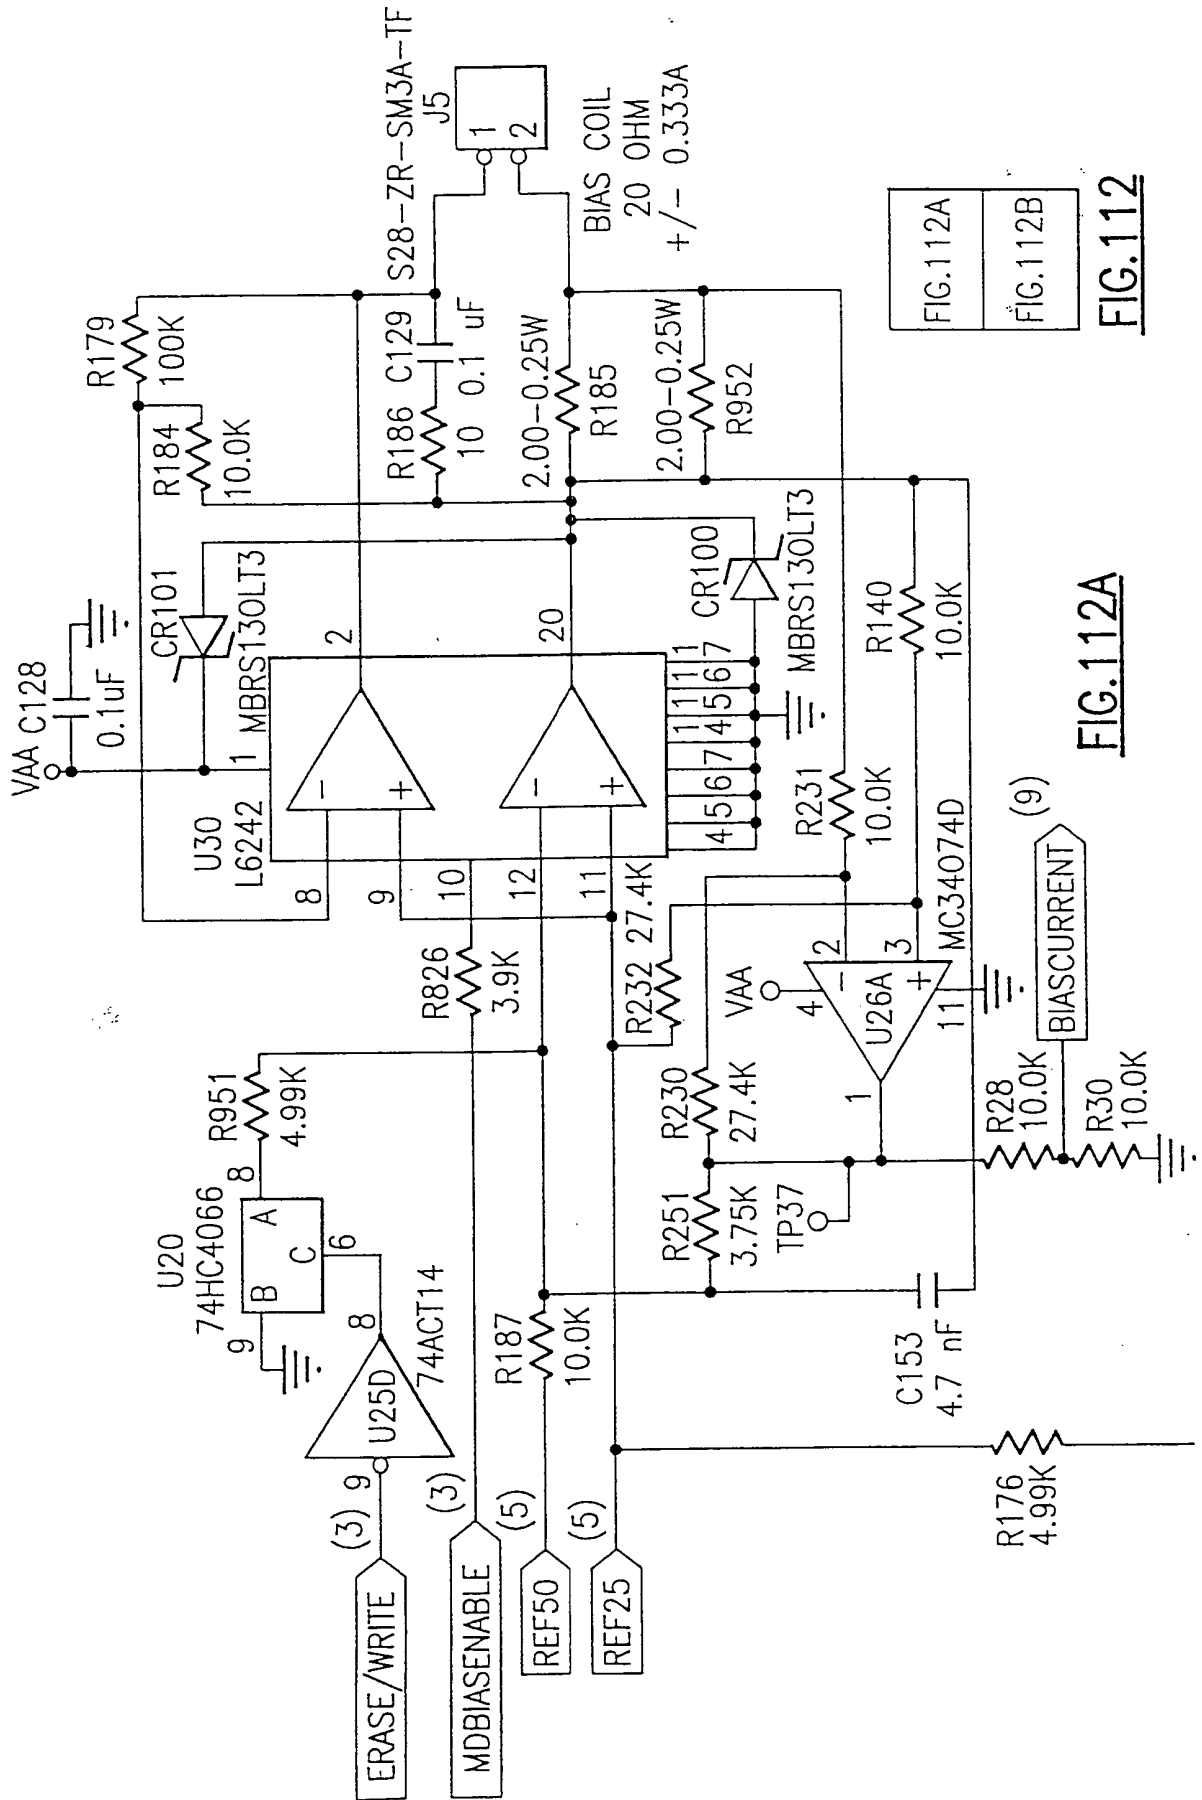 VAA
C128
0.1uF
CR101
MBRS130LT3
R179
100K
R184
10.0K
S28-ZR-SM3A-TF
J5
1
2
BIAS COIL
20 OHM
+/- 0.333A
R186
10
C129
0.1 uF
2.00-0.25W
R185
2.00-0.25W
R952
U30
L6242
1
2
20
8
9
10
12
11
-
+
-
+
4
5
6
7
14
15
16
17
CR100
MBRS130LT3
R826
3.9K
R951
4.99K
U20
74HC4066
9
B
A
8
C
6
8
U25D
74ACT14
9
(3)
ERASE/WRITE
(3)
MDBIASENABLE
(5)
REF50
(5)
REF25
R187
10.0K
R232
27.4K
R231
10.0K
R140
10.0K
R230
27.4K
R251
3.75K
TP37
VAA
4
2
-
3
+
U26A
11
1
MC34074D
C153
4.7 nF
R28
10.0K
R30
10.0K
BIASCURRENT
(9)
R176
4.99K
FIG.112A
FIG.112A
FIG.112B
FIG.112